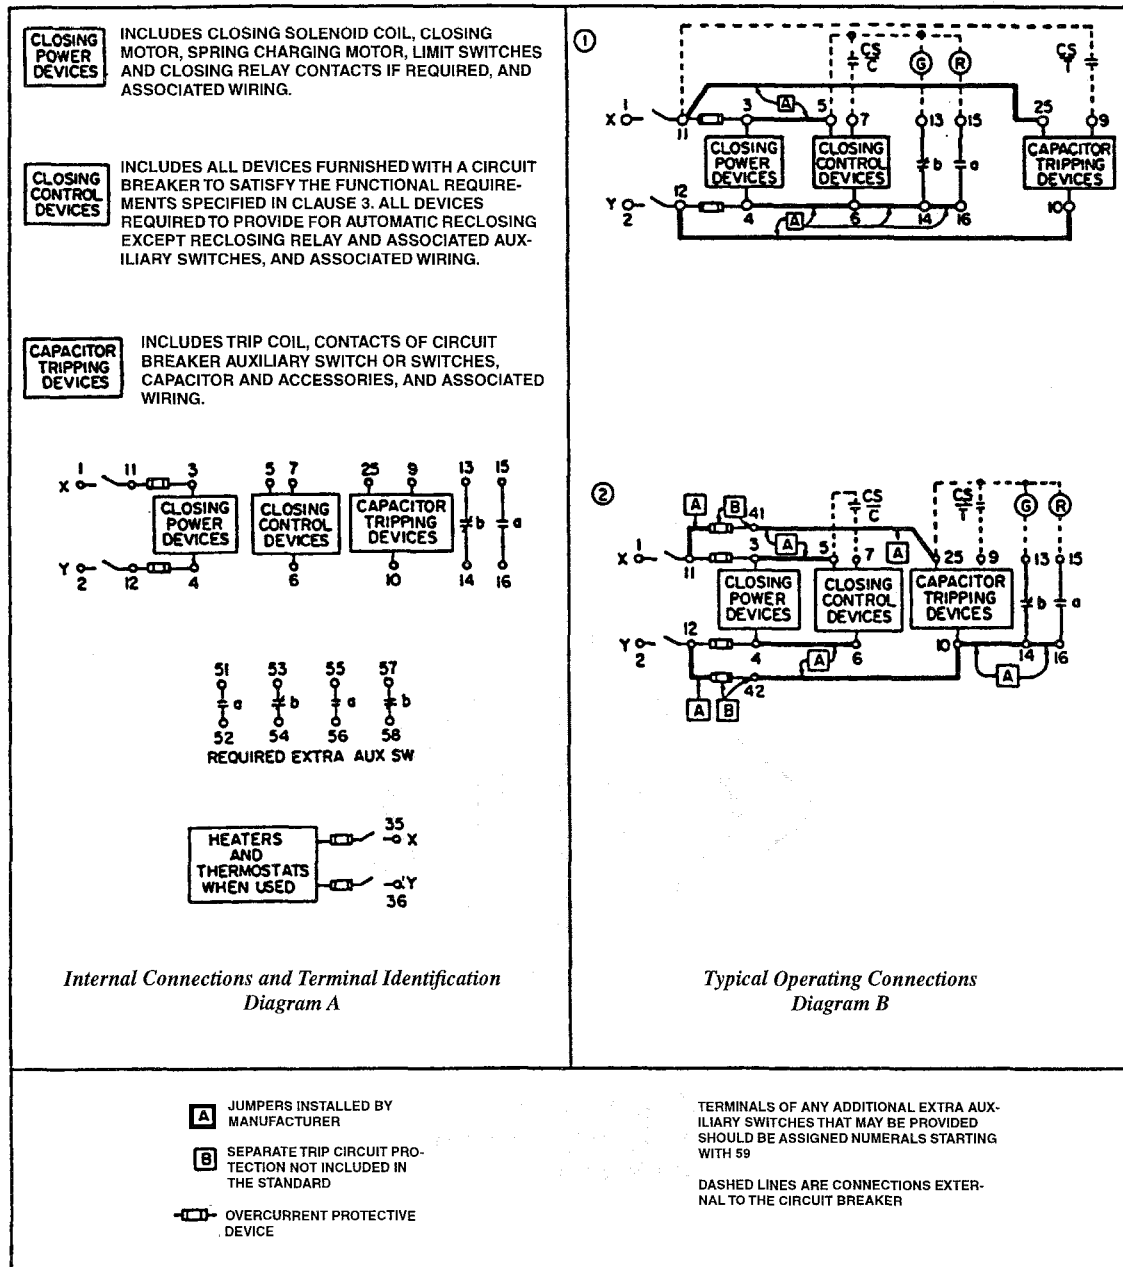 CLOSING
POWER
DEVICES
INCLUDES CLOSING SOLENOID COIL, CLOSING
MOTOR, SPRING CHARGING MOTOR, LIMIT SWITCHES
AND CLOSING RELAY CONTACTS IF REQUIRED, AND
ASSOCIATED WIRING.
CLOSING
CONTROL
DEVICES
INCLUDES ALL DEVICES FURNISHED WITH A CIRCUIT
BREAKER TO SATISFY THE FUNCTIONAL REQUIRE-
MENTS SPECIFIED IN CLAUSE 3. ALL DEVICES
REQUIRED TO PROVIDE FOR AUTOMATIC RECLOSING
EXCEPT RECLOSING RELAY AND ASSOCIATED AUX-
ILIARY SWITCHES, AND ASSOCIATED WIRING.
CAPACITOR
TRIPPING
DEVICES
INCLUDES TRIP COIL, CONTACTS OF CIRCUIT
BREAKER AUXILIARY SWITCH OR SWITCHES,
CAPACITOR AND ACCESSORIES, AND ASSOCIATED
WIRING.
1 11 3 5 7 25 9 13 15
X
CLOSING
POWER
DEVICES
CLOSING
CONTROL
DEVICES
CAPACITOR
TRIPPING
DEVICES
b a
Y
2 12 4 6 10 14 16
51 53 55 57
a b a b
52 54 56 58
REQUIRED EXTRA AUX SW
HEATERS
AND
THERMOSTATS
WHEN USED
35
X
Y
36
Internal Connections and Terminal Identification
Diagram A
1
CS
C
G R
CS
T
A
1 3 5 7 13 15 25 9
X
11
CLOSING
POWER
DEVICES
CLOSING
CONTROL
DEVICES
b a
CAPACITOR
TRIPPING
DEVICES
12
Y
2 4 6 14 16 10
A
2
A B 41
CS
C
CS
T
G R
A A
1 3 5 7 25 9 13 15
X
11
CLOSING
POWER
DEVICES
CLOSING
CONTROL
DEVICES
CAPACITOR
TRIPPING
DEVICES
b a
12
Y
2 4 6 10 14 16
A A
42
A B
Typical Operating Connections
Diagram B
A JUMPERS INSTALLED BY
MANUFACTURER
B SEPARATE TRIP CIRCUIT PRO-
TECTION NOT INCLUDED IN
THE STANDARD
OVERCURRENT PROTECTIVE
DEVICE
TERMINALS OF ANY ADDITIONAL EXTRA AUX-
ILIARY SWITCHES THAT MAY BE PROVIDED
SHOULD BE ASSIGNED NUMERALS STARTING
WITH 59
DASHED LINES ARE CONNECTIONS EXTER-
NAL TO THE CIRCUIT BREAKER